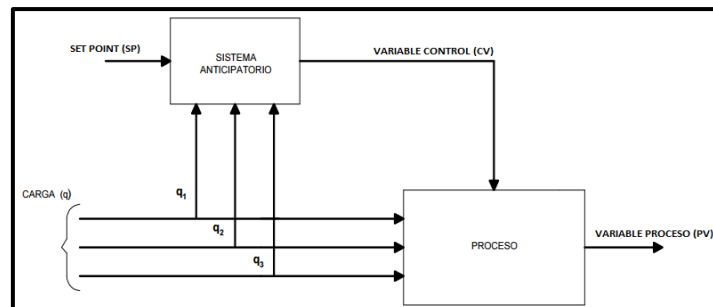 SET POINT (SP)
SISTEMA
ANTICIPATORIO
VARIABLE CONTROL (CV)
CARGA (q)
q1
q2
q3
PROCESO
VARIABLE PROCESO (PV)